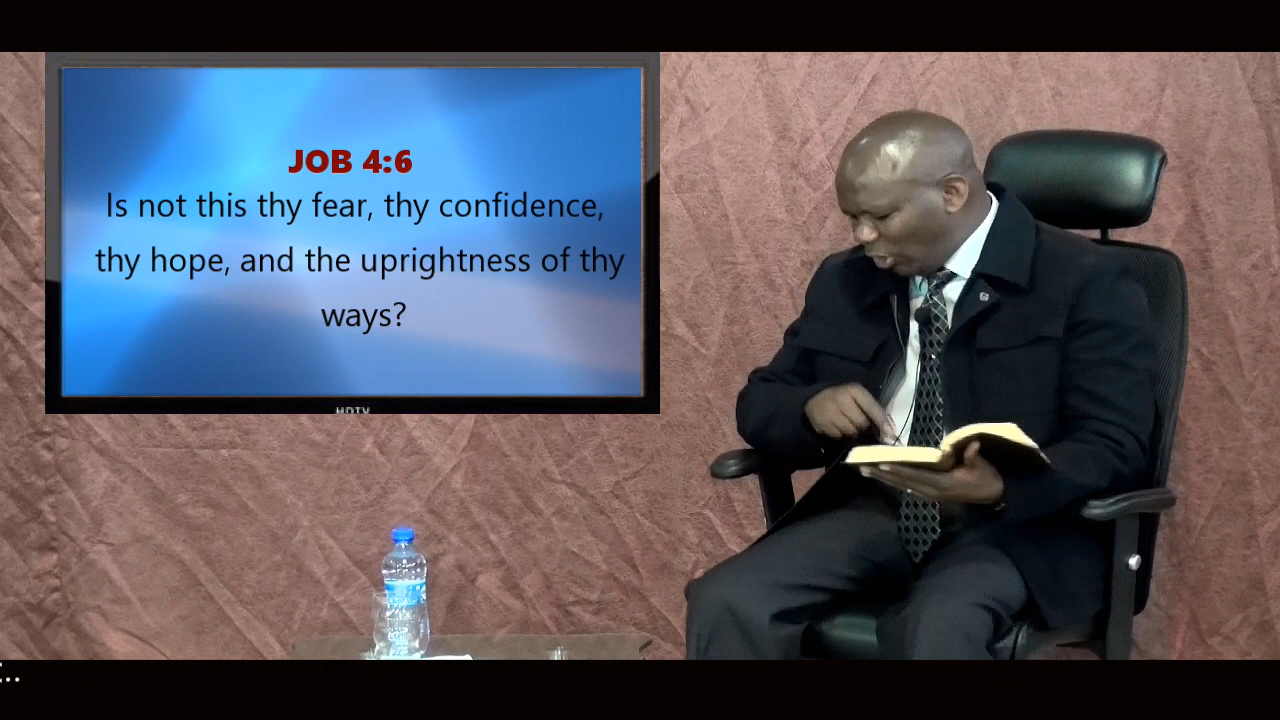 JOB 4:6
Is not this thy fear, thy confidence,
thy hope, and the uprightness of thy
ways?
HDTV